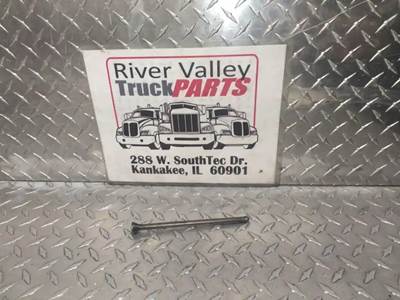 River Valley
TruckPARTS
288 W. SouthTec Dr.
Kankakee, IL 60901